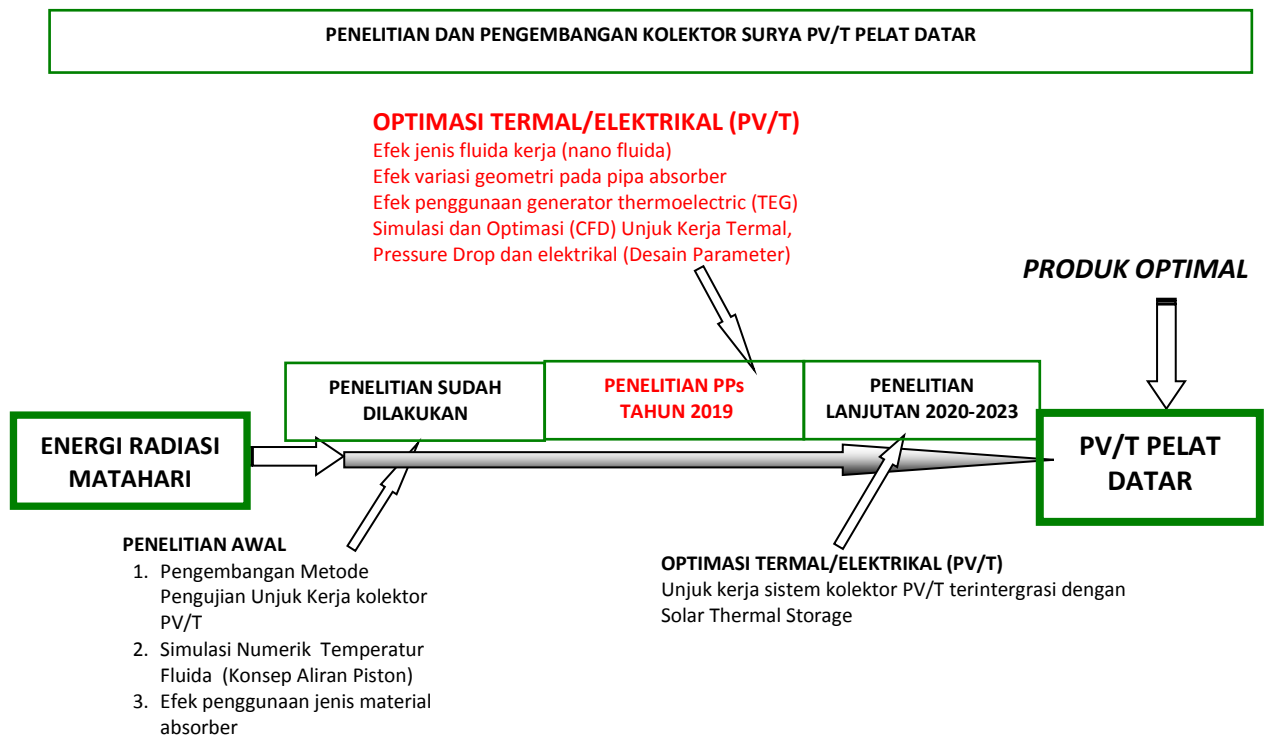 PENELITIAN DAN PENGEMBANGAN KOLEKTOR SURYA PV/T PELAT DATAR
OPTIMASI TERMAL/ELEKTRIKAL (PV/T)
Efek jenis fluida kerja (nano fluida)
Efek variasi geometri pada pipa absorber
Efek penggunaan generator thermoelectric (TEG)
Simulasi dan Optimasi (CFD) Unjuk Kerja Termal,
Pressure Drop dan elektrikal (Desain Parameter)
PRODUK OPTIMAL
PENELITIAN SUDAH
DILAKUKAN
PENELITIAN PPs
TAHUN 2019
PENELITIAN
LANJUTAN 2020-2023
ENERGI RADIASI
MATAHARI
PV/T PELAT
DATAR
PENELITIAN AWAL
1. Pengembangan Metode
Pengujian Unjuk Kerja kolektor
PV/T
2. Simulasi Numerik Temperatur
Fluida (Konsep Aliran Piston)
3. Efek penggunaan jenis material
absorber
OPTIMASI TERMAL/ELEKTRIKAL (PV/T)
Unjuk kerja sistem kolektor PV/T terintergrasi dengan
Solar Thermal Storage